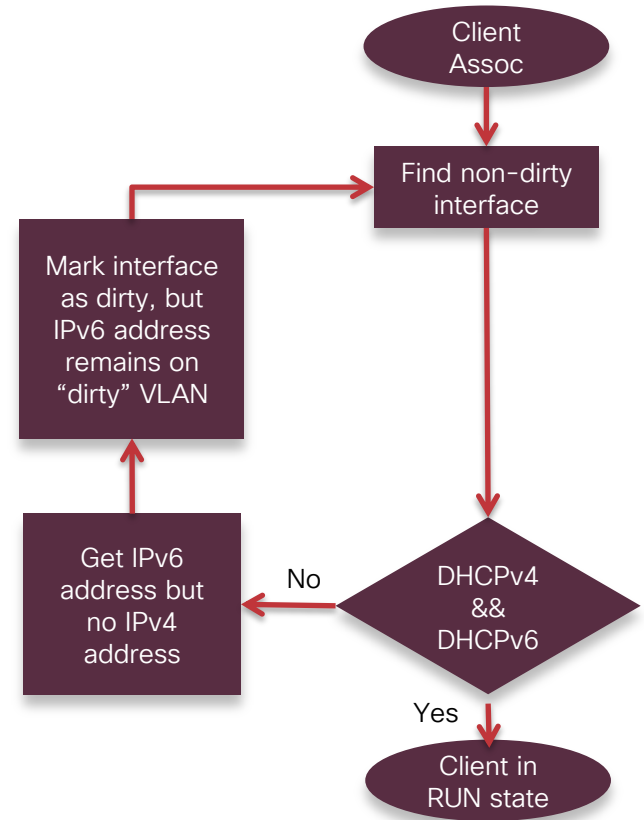 Client
Assoc
Find non-dirty
interface
Mark interface
as dirty, but
IPv6 address
remains on
“dirty” VLAN
Get IPv6
address but
no IPv4
address
No
DHCPv4
&&
DHCPv6
Yes
Client in
RUN state